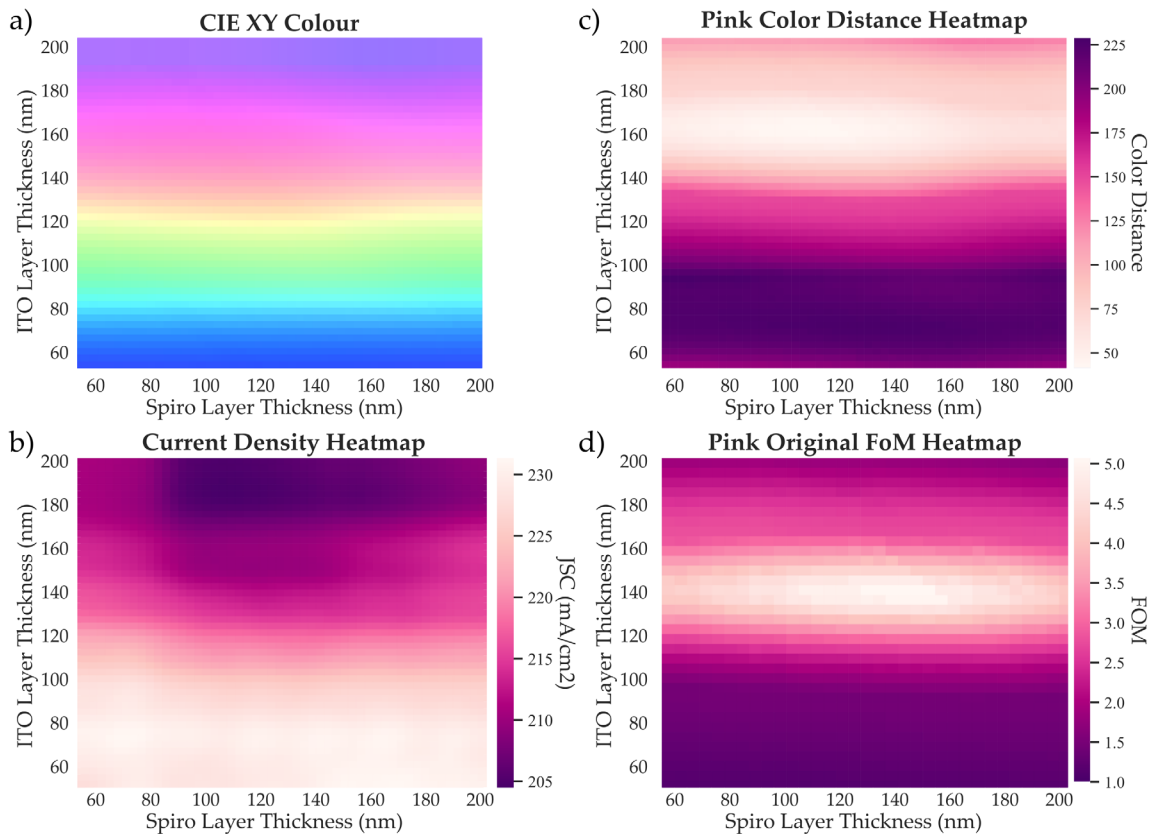 a)
CIE XY Colour
ITO Layer Thickness (nm)
200
180
160
140
120
100
80
60
60 80 100 120 140 160 180 200
Spiro Layer Thickness (nm)
c)
Pink Color Distance Heatmap
ITO Layer Thickness (nm)
200
180
160
140
120
100
80
60
60 80 100 120 140 160 180 200
Spiro Layer Thickness (nm)
225
200
175
150
125
100
75
50
Color Distance
b)
Current Density Heatmap
ITO Layer Thickness (nm)
200
180
160
140
120
100
80
60
60 80 100 120 140 160 180 200
Spiro Layer Thickness (nm)
230
225
220
215
210
205
JSC (mA/cm2)
d)
Pink Original FoM Heatmap
ITO Layer Thickness (nm)
200
180
160
140
120
100
80
60
60 80 100 120 140 160 180 200
Spiro Layer Thickness (nm)
5.0
4.5
4.0
3.5
3.0
2.5
2.0
1.5
1.0
FOM